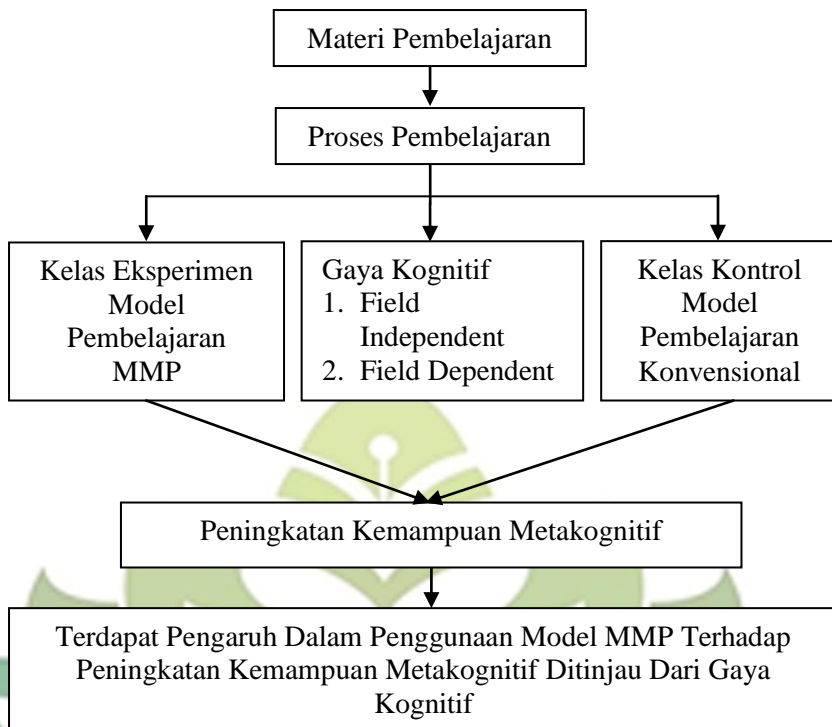 Materi Pembelajaran
Proses Pembelajaran
Kelas Eksperimen
Model
Pembelajaran
MMP
Gaya Kognitif
1. Field
Independent
2. Field Dependent
Kelas Kontrol
Model
Pembelajaran
Konvensional
Peningkatan Kemampuan Metakognitif
Terdapat Pengaruh Dalam Penggunaan Model MMP Terhadap
Peningkatan Kemampuan Metakognitif Ditinjau Dari Gaya
Kognitif